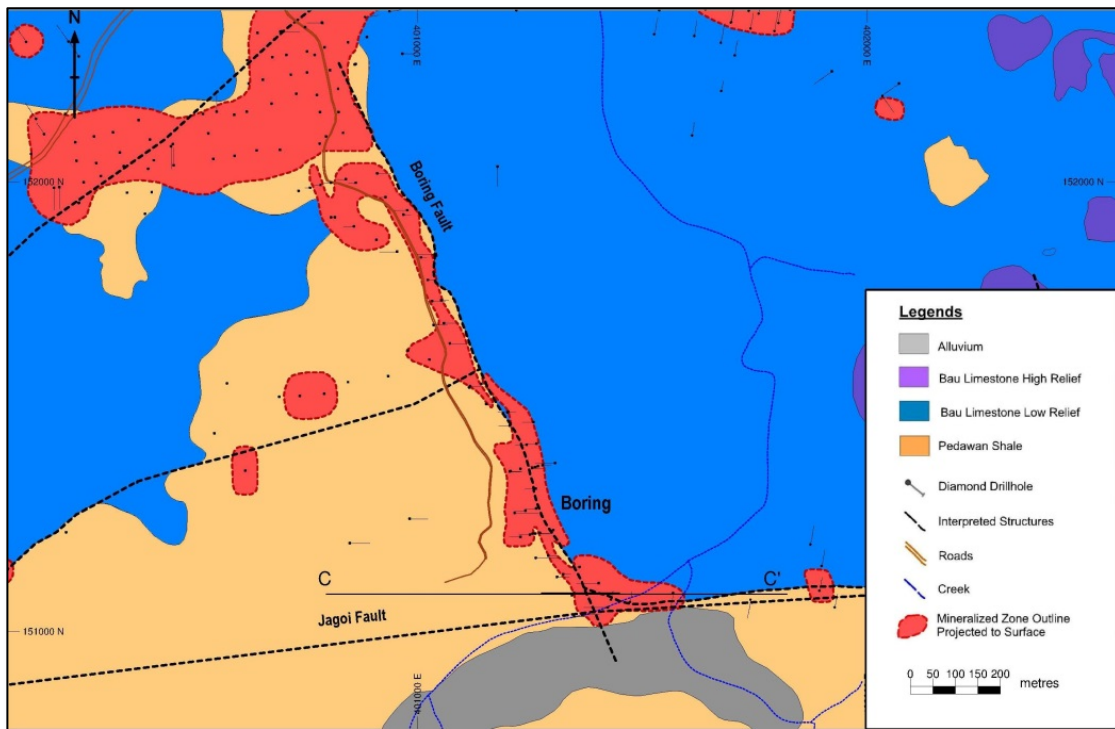 N
401000 E
402000 E
152000 N
152000 N
Boring Fault
Boring
C
C'
Jagoi Fault
151000 N
401000 E
Legends
Alluvium
Bau Limestone High Relief
Bau Limestone Low Relief
Pedawan Shale
Diamond Drillhole
Interpreted Structures
Roads
Creek
Mineralized Zone Outline
Projected to Surface
0 50 100 150 200
metres